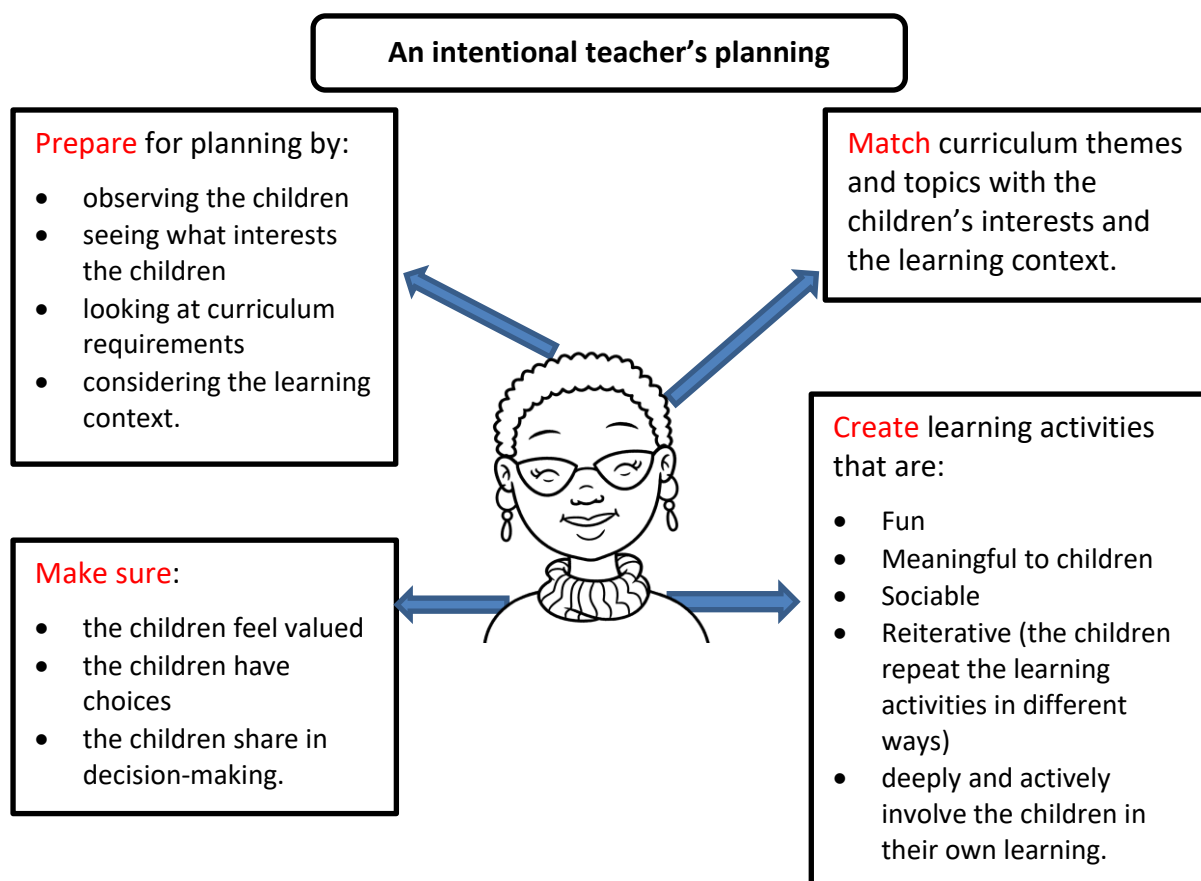 An intentional teacher’s planning
Prepare for planning by:
• observing the children
• seeing what interests
the children
• looking at curriculum
requirements
• considering the learning
context.
Match curriculum themes
and topics with the
children’s interests and
the learning context.
Make sure:
• the children feel valued
• the children have
choices
• the children share in
decision-making.
Create learning activities
that are:
• Fun
• Meaningful to children
• Sociable
• Reiterative (the children
repeat the learning
activities in different
ways)
• deeply and actively
involve the children in
their own learning.